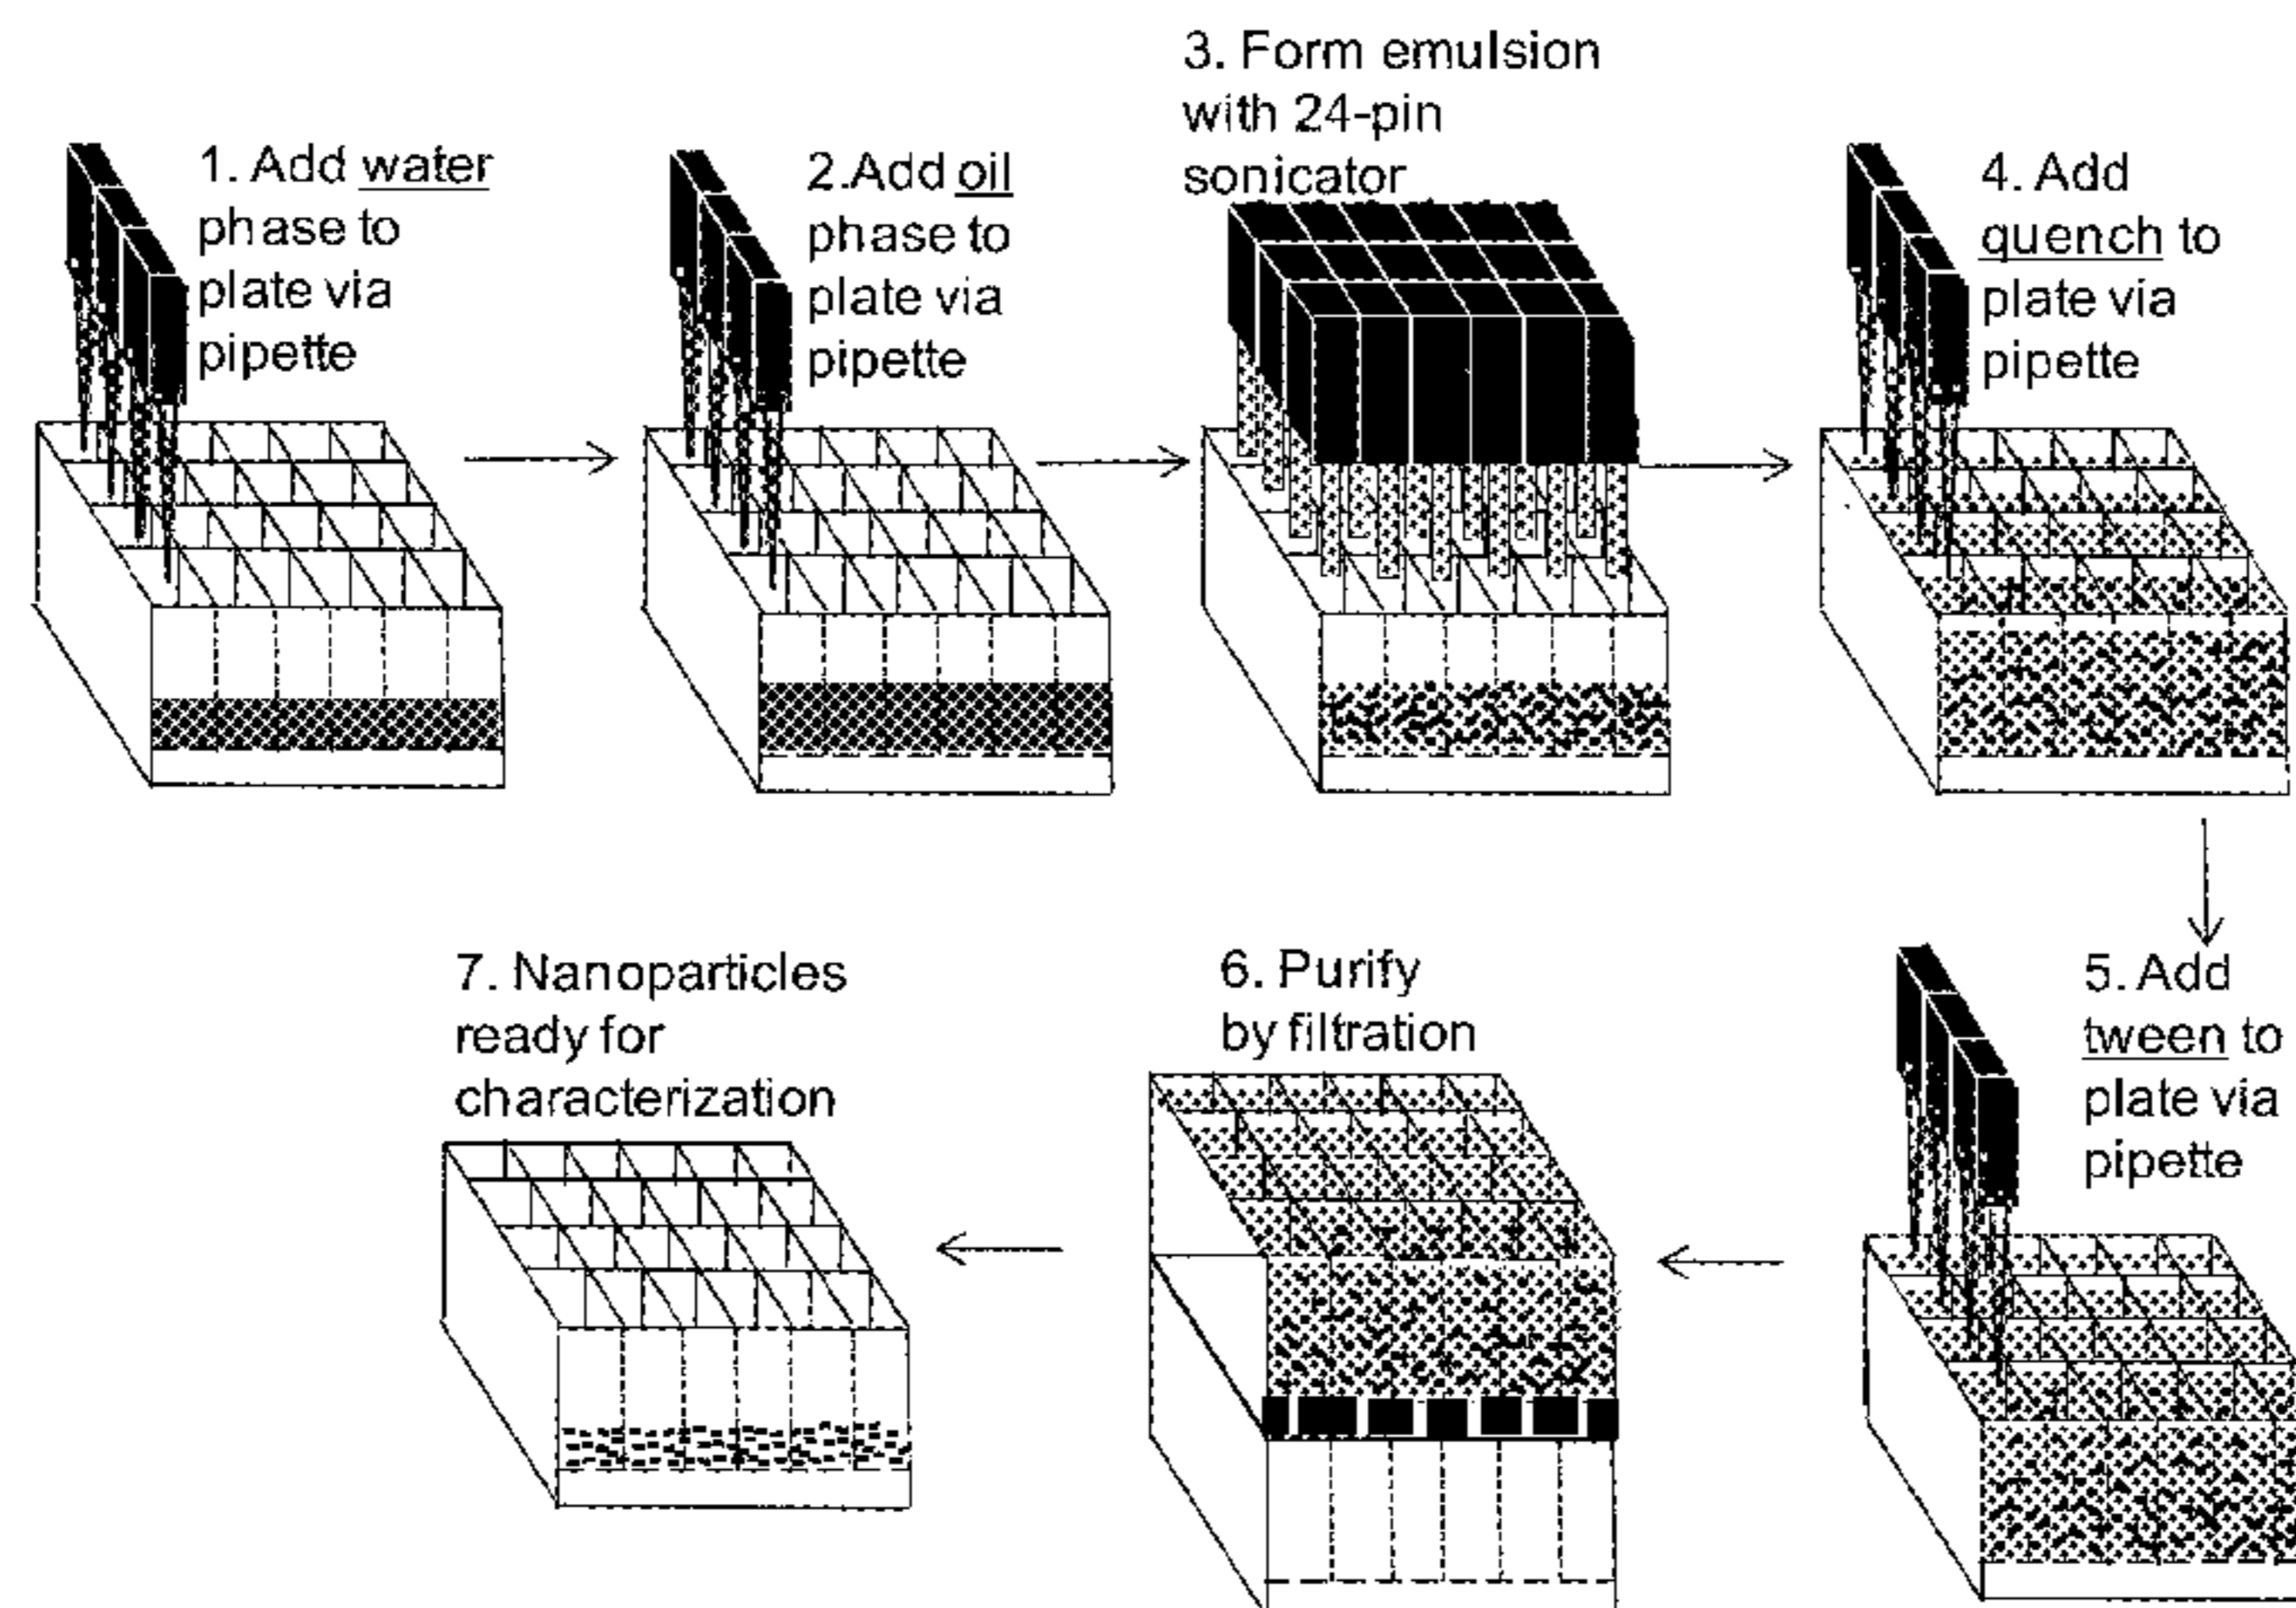 1. Add water
phase to
plate via
pipette
2.Add oil
phase to
plate via
pipette
3. Form emulsion
with 24-pin
sonicator
4. Add
quench to
plate via
pipette
5. Add
tween to
plate via
pipette
6. Purify
by filtration
7. Nanoparticles
ready for
characterization